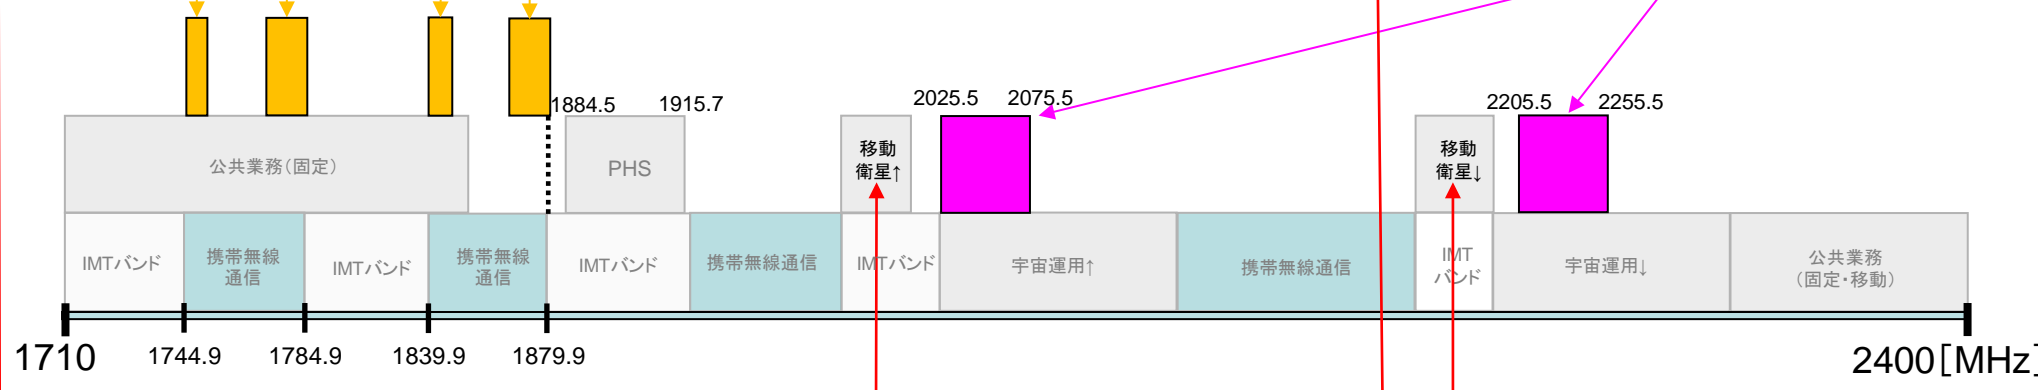 1884.5
1915.7
2025.5
2075.5
2205.5
2255.5
公共業務(固定)
PHS
移動
衛星↑
移動
衛星↓
IMTバンド
携帯無線
通信
IMTバンド
携帯無線
通信
IMTバンド
携帯無線通信
IMTバンド
宇宙運用↑
携帯無線通信
IMT
バンド
宇宙運用↓
公共業務
(固定・移動)
1710
1744.9
1784.9
1839.9
1879.9
2400[MHz]